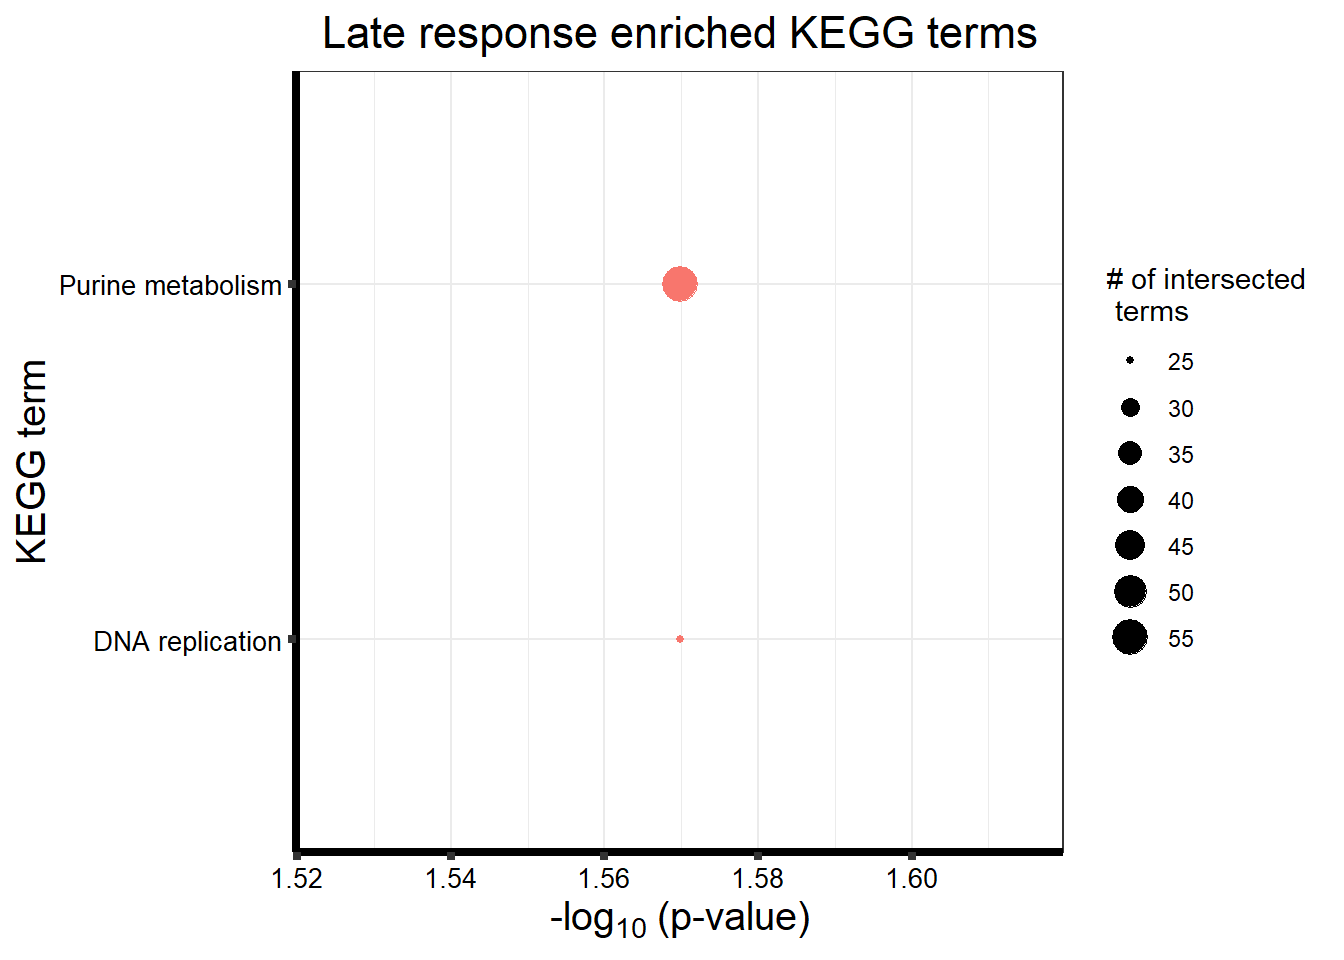 Late response enriched KEGG terms
KEGG term
Purine metabolism
DNA replication
1.52
1.54
1.56
1.58
1.60
-log10 (p-value)
# of intersected
terms
25
30
35
40
45
50
55